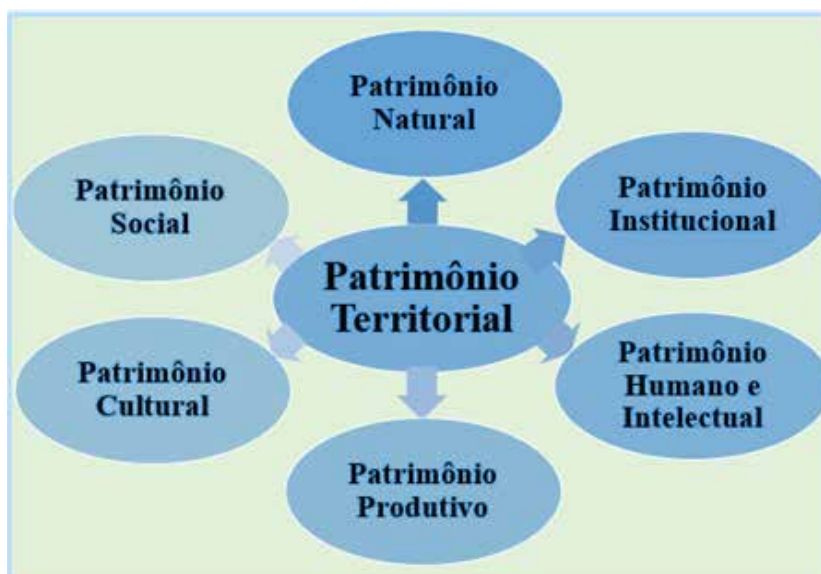 Patrimônio
Natural
Patrimônio
Social
Patrimônio
Institucional
Patrimônio
Territorial
Patrimônio
Cultural
Patrimônio
Humano e
Intelectual
Patrimônio
Produtivo